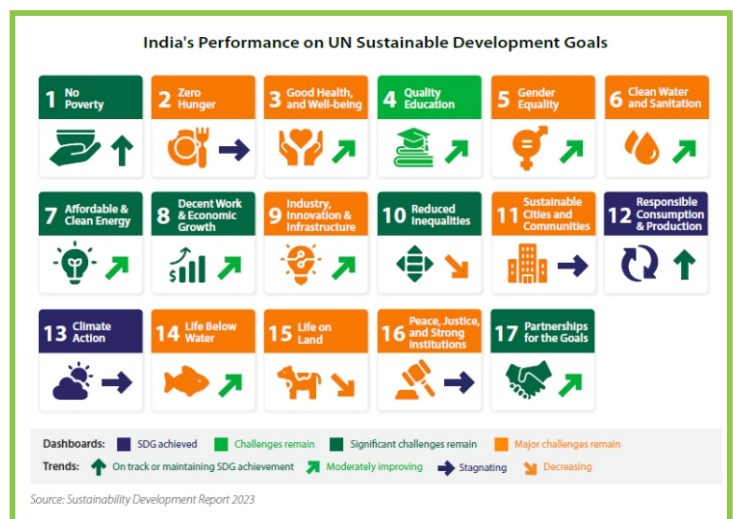 India's Performance on UN Sustainable Development Goals
1 No
Poverty
2 Zero
Hunger
3 Good Health,
and Well-being
4 Quality
Education
5 Gender
Equality
6 Clean Water
and Sanitation
7 Affordable &
Clean Energy
8 Decent Work
& Economic
Growth
9 Industry,
Innovation &
Infrastructure
10 Reduced
Inequalities
11 Sustainable
Cities and
Communities
12 Responsible
Consumption
& Production
13 Climate
Action
14 Life Below
Water
15 Life on
Land
16 Peace, Justice,
and Strong
Institutions
17 Partnerships
for the Goals
$
Dashboards: SDG achieved Challenges remain Significant challenges remain Major challenges remain
Trends: On track or maintaining SDG achievement Moderately improving Stagnating Decreasing
Source: Sustainability Development Report 2023